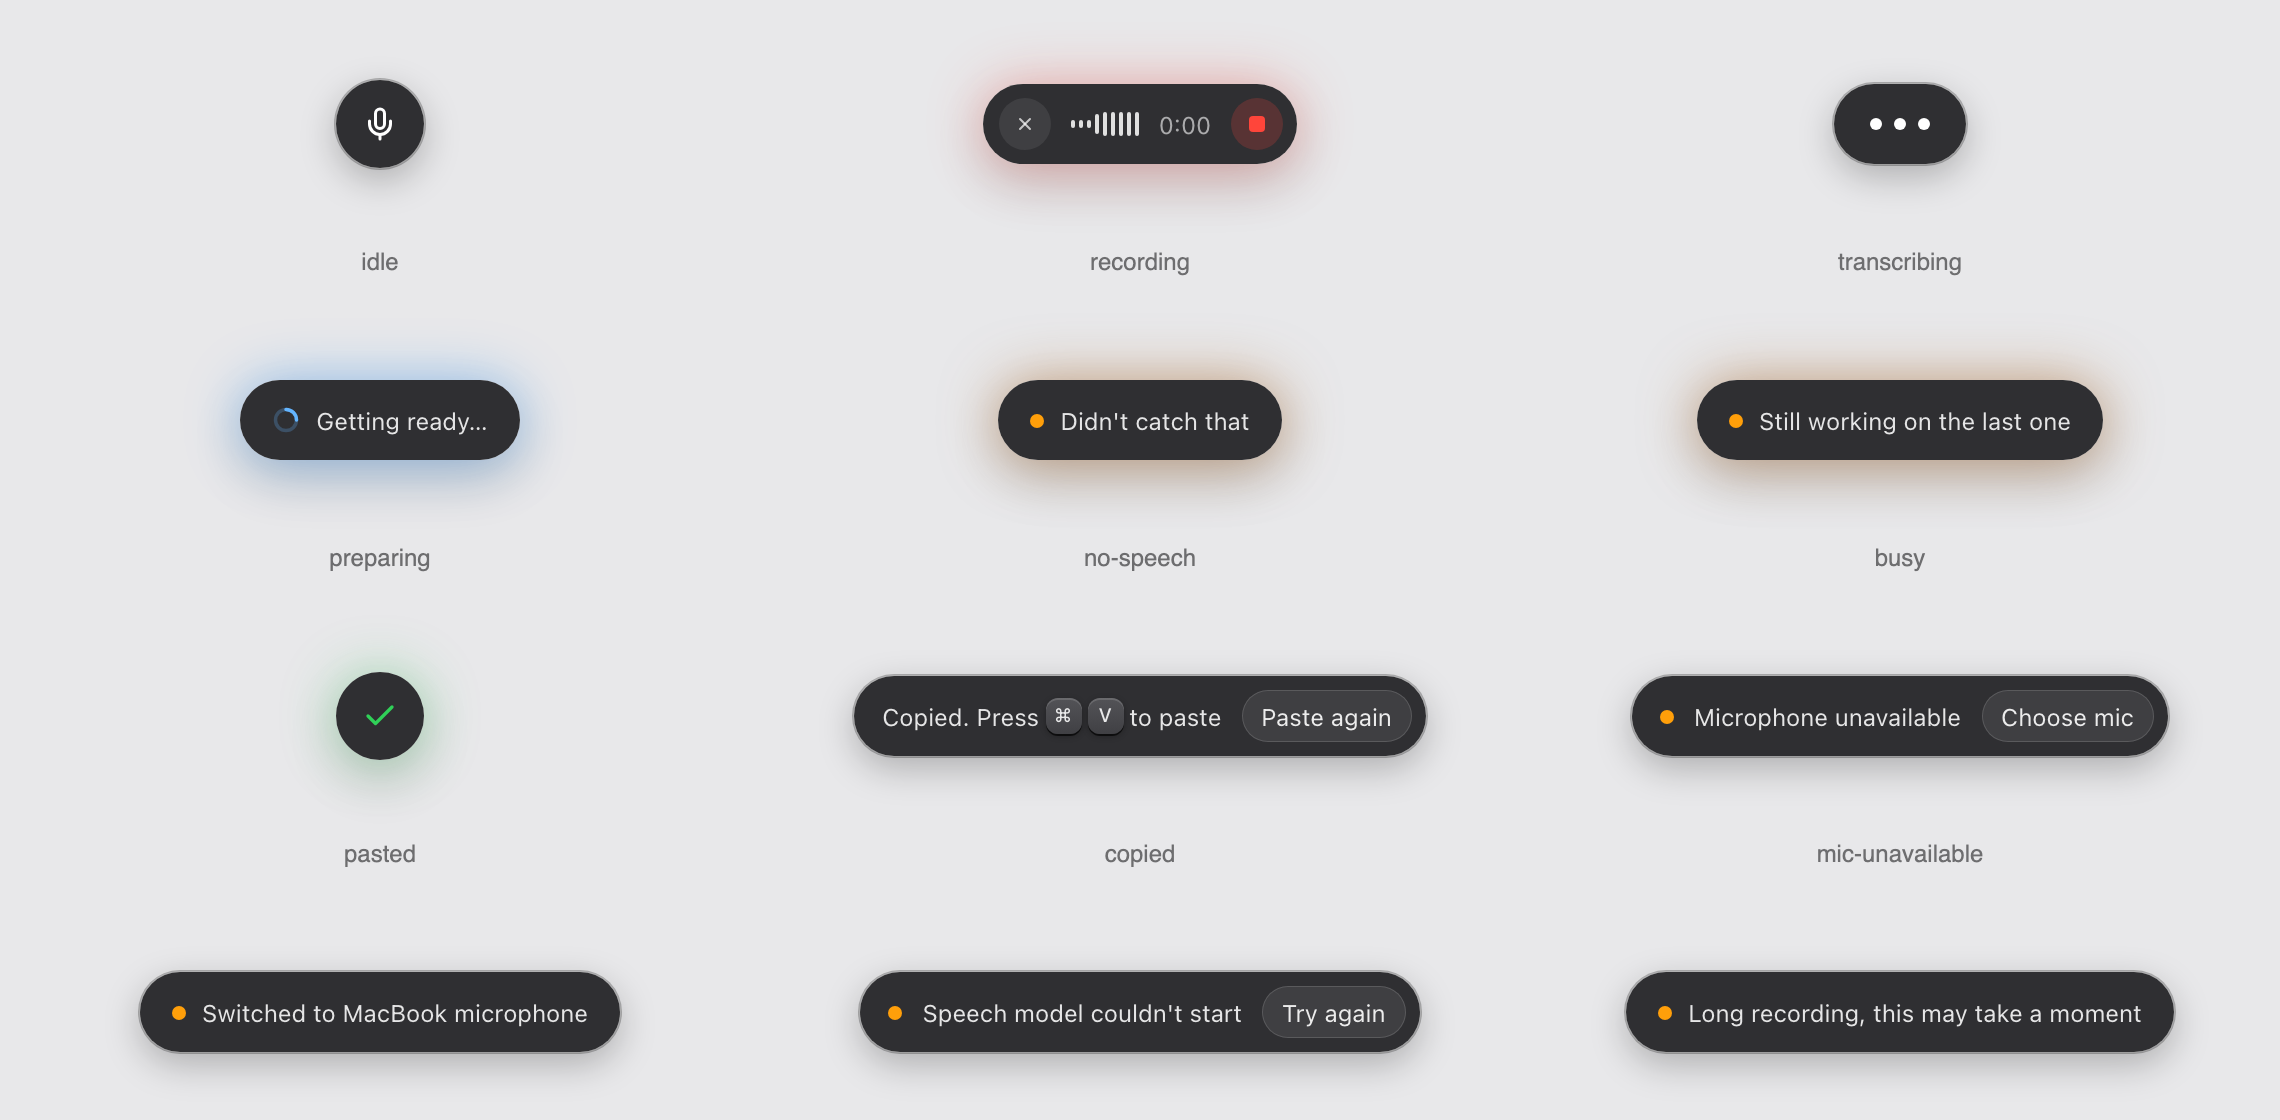 0:00
idle
recording
transcribing
Getting ready...
Didn't catch that
Still working on the last one
preparing
no-speech
busy
Copied. Press ⌘ V to paste
Paste again
Microphone unavailable
Choose mic
pasted
copied
mic-unavailable
Switched to MacBook microphone
Speech model couldn't start
Try again
Long recording, this may take a moment